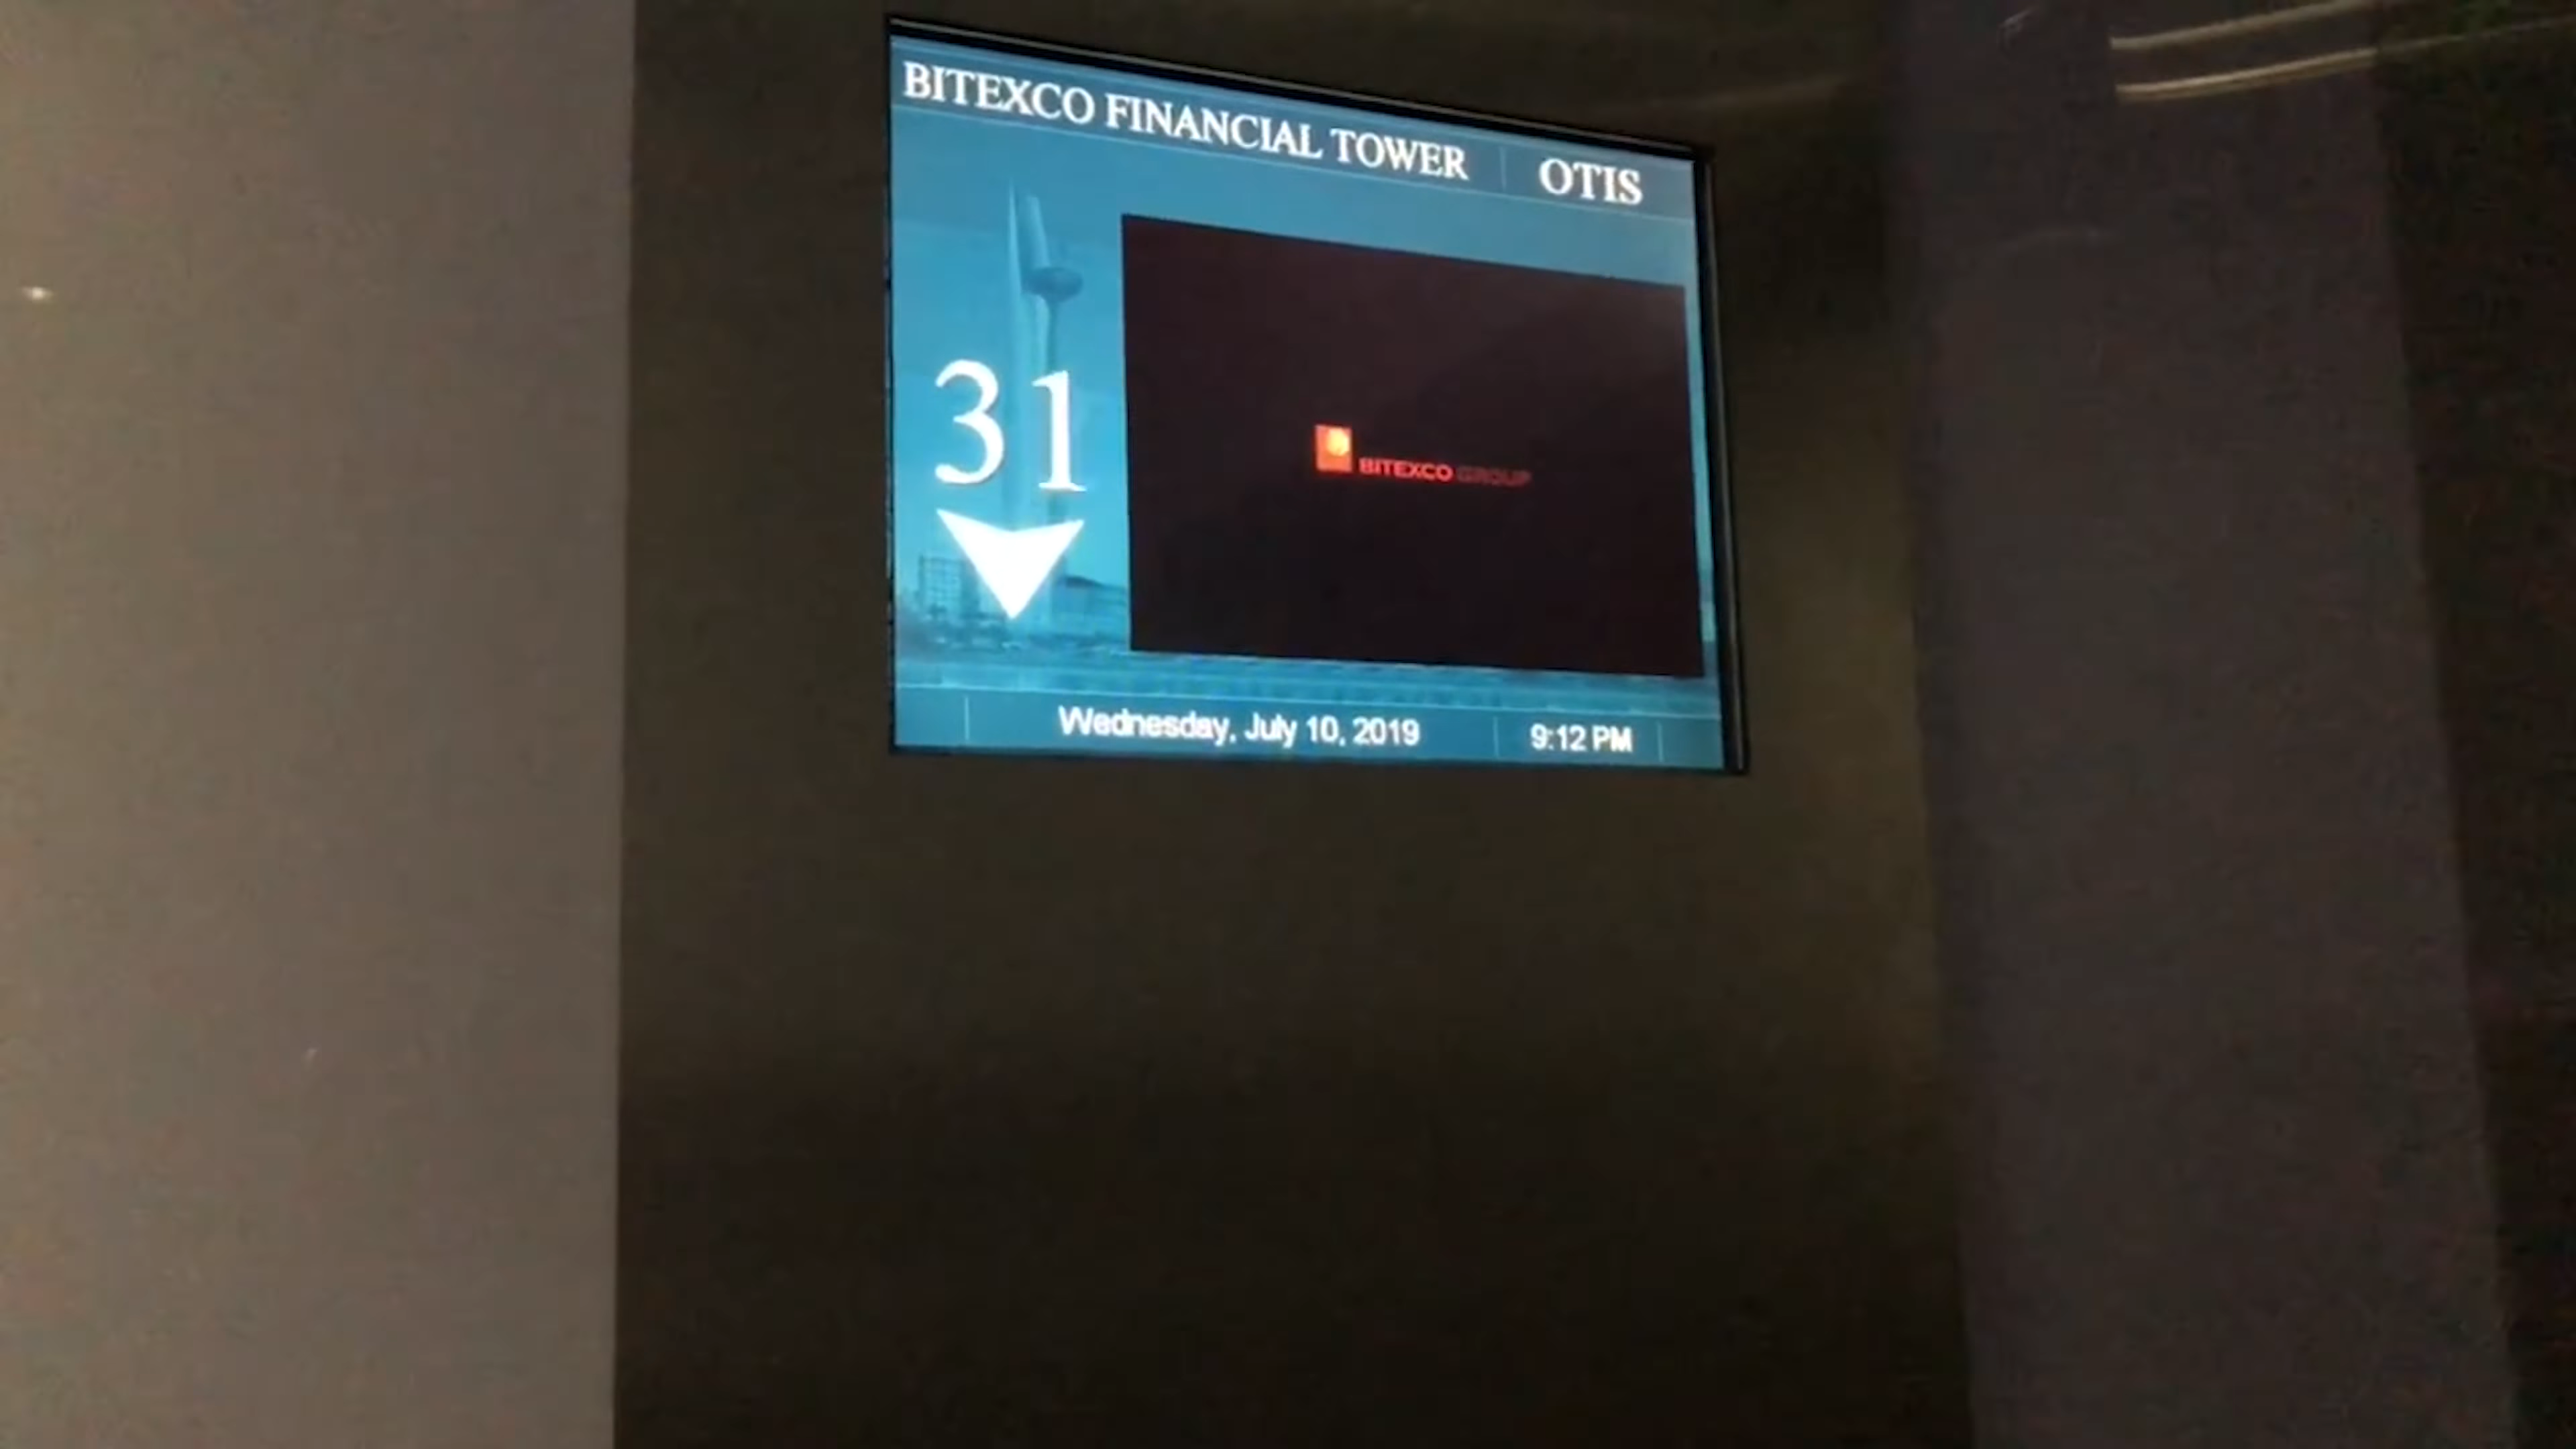 BITEXCO FINANCIAL TOWER
OTIS
31
BITEXCO GROUP
Wednesday, July 10, 2019
9:12 PM